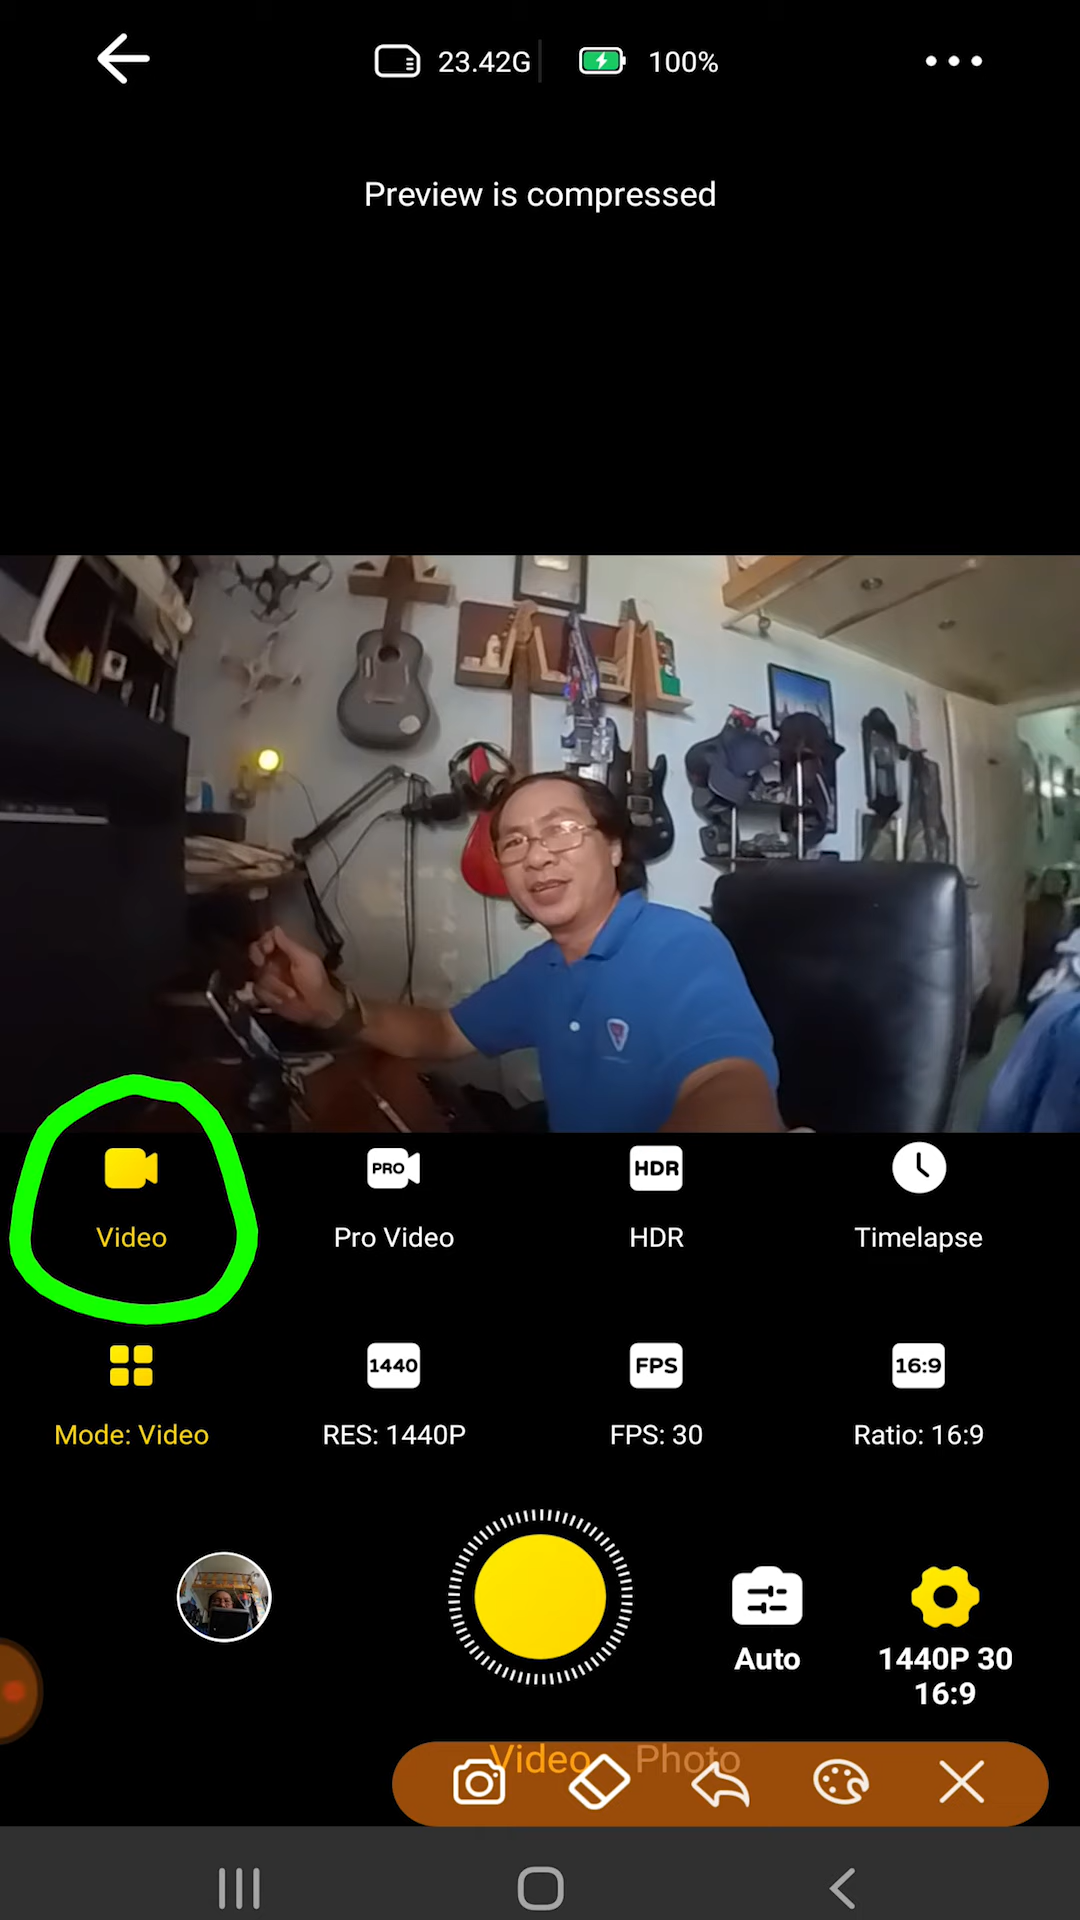 23.42G
100%
Preview is compressed
Video
PRO
Pro Video
HDR
HDR
Timelapse
Mode: Video
1440
RES: 1440P
FPS
FPS: 30
16:9
Ratio: 16:9
Auto
1440P 30
16:9
Video
Photo